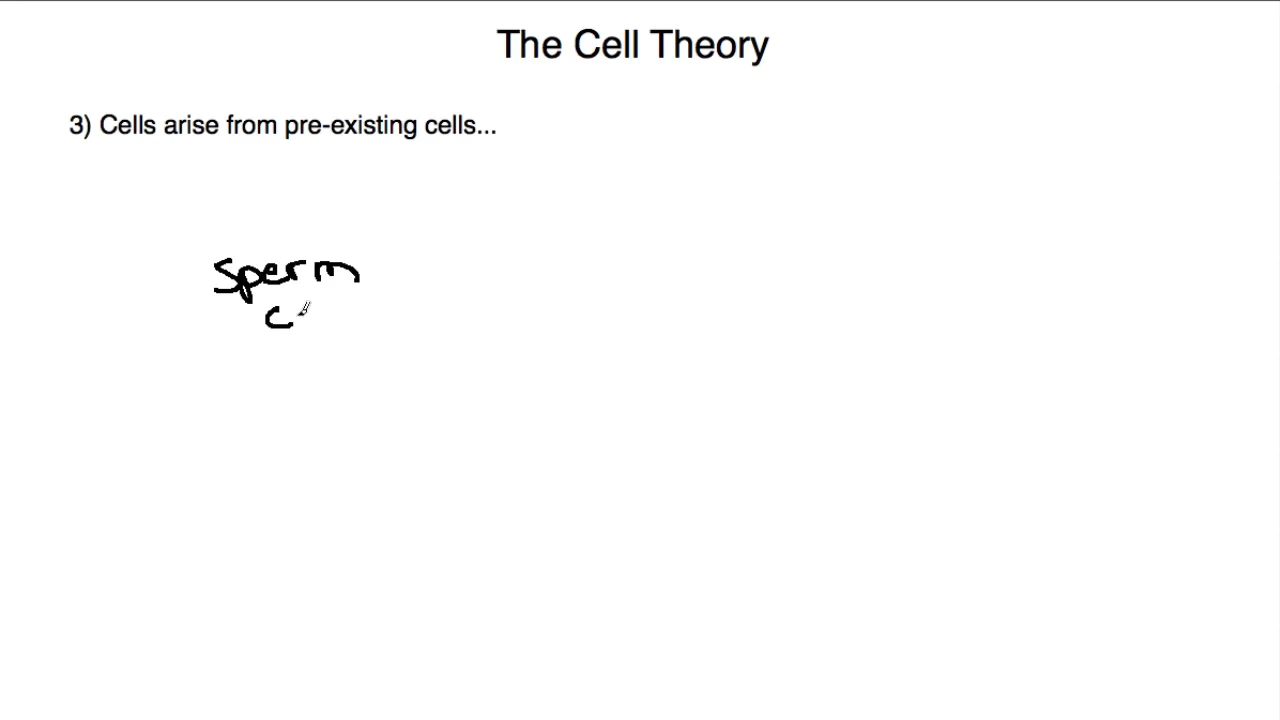 The Cell Theory
3) Cells arise from pre-existing cells...
Sperm
c